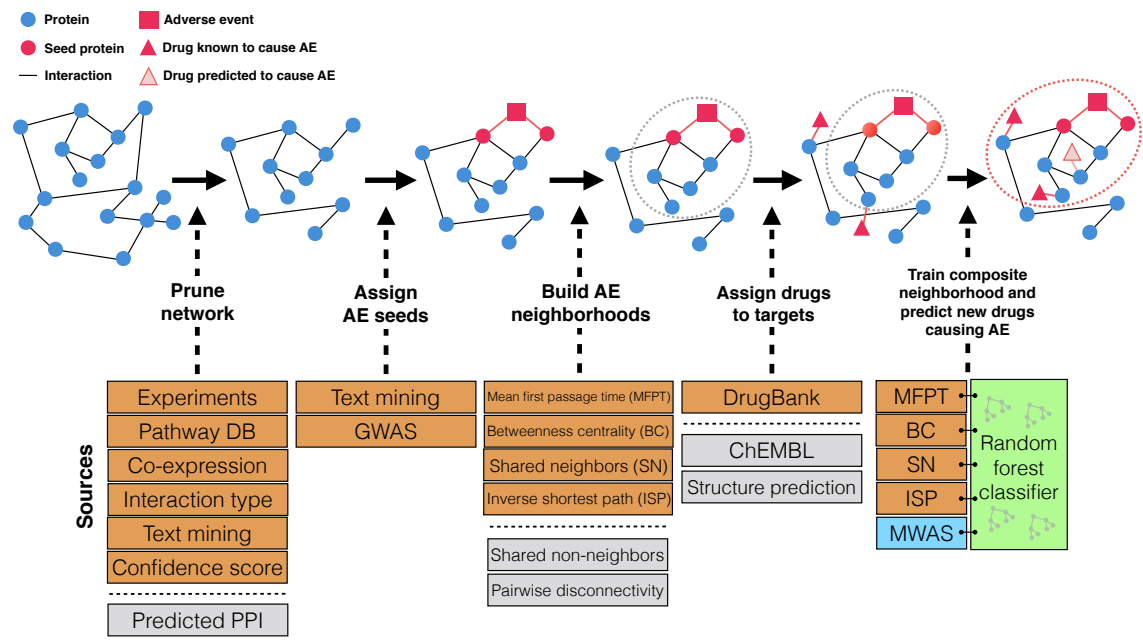 Protein
Adverse event
Seed protein
Drug known to cause AE
Interaction
Drug predicted to cause AE
Prune
network
Assign
AE seeds
Build AE
neighborhoods
Assign drugs
to targets
Train composite
neighborhood and
predict new drugs
causing AE
Sources
Experiments
Pathway DB
Co-expression
Interaction type
Text mining
Confidence score
Predicted PPI
Text mining
GWAS
Mean first passage time (MFPT)
Betweenness centrality (BC)
Shared neighbors (SN)
Inverse shortest path (ISP)
Shared non-neighbors
Pairwise disconnectivity
DrugBank
ChEMBL
Structure prediction
MFPT
BC
SN
ISP
MWAS
Random
forest
classifier